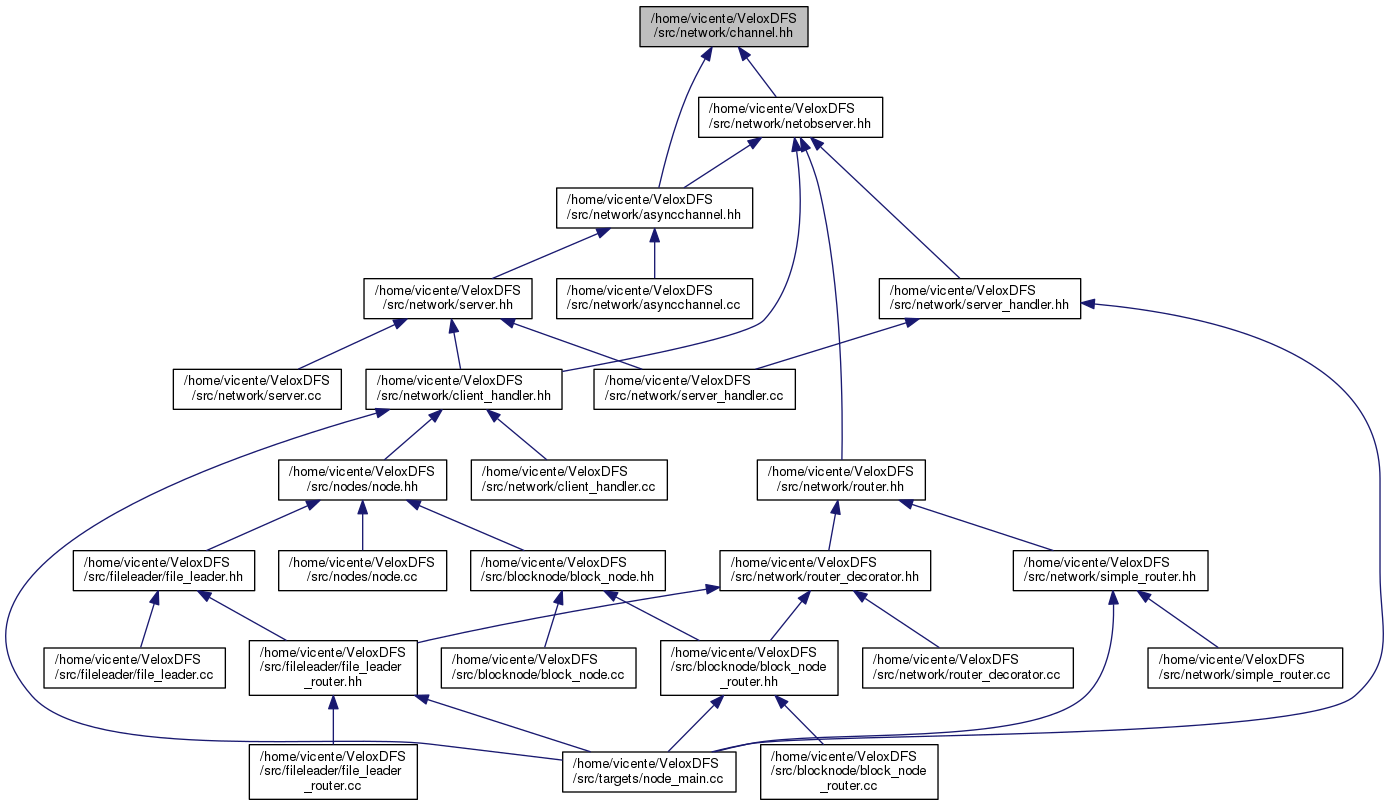 /home/vicente/VeloxDFS
/src/network/channel.hh
/home/vicente/VeloxDFS
/src/network/netobserver.hh
/home/vicente/VeloxDFS
/src/network/asyncchannel.hh
/home/vicente/VeloxDFS
/src/network/server.hh
/home/vicente/VeloxDFS
/src/network/asyncchannel.cc
/home/vicente/VeloxDFS
/src/network/server_handler.hh
/home/vicente/VeloxDFS
/src/network/server.cc
/home/vicente/VeloxDFS
/src/network/client_handler.hh
/home/vicente/VeloxDFS
/src/network/server_handler.cc
/home/vicente/VeloxDFS
/src/nodes/node.hh
/home/vicente/VeloxDFS
/src/network/client_handler.cc
/home/vicente/VeloxDFS
/src/network/router.hh
/home/vicente/VeloxDFS
/src/fileleader/file_leader.hh
/home/vicente/VeloxDFS
/src/nodes/node.cc
/home/vicente/VeloxDFS
/src/blocknode/block_node.hh
/home/vicente/VeloxDFS
/src/network/router_decorator.hh
/home/vicente/VeloxDFS
/src/network/simple_router.hh
/home/vicente/VeloxDFS
/src/fileleader/file_leader.cc
/home/vicente/VeloxDFS
/src/fileleader/file_leader
_router.hh
/home/vicente/VeloxDFS
/src/blocknode/block_node.cc
/home/vicente/VeloxDFS
/src/blocknode/block_node
_router.hh
/home/vicente/VeloxDFS
/src/network/router_decorator.cc
/home/vicente/VeloxDFS
/src/network/simple_router.cc
/home/vicente/VeloxDFS
/src/fileleader/file_leader
_router.cc
/home/vicente/VeloxDFS
/src/targets/node_main.cc
/home/vicente/VeloxDFS
/src/blocknode/block_node
_router.cc